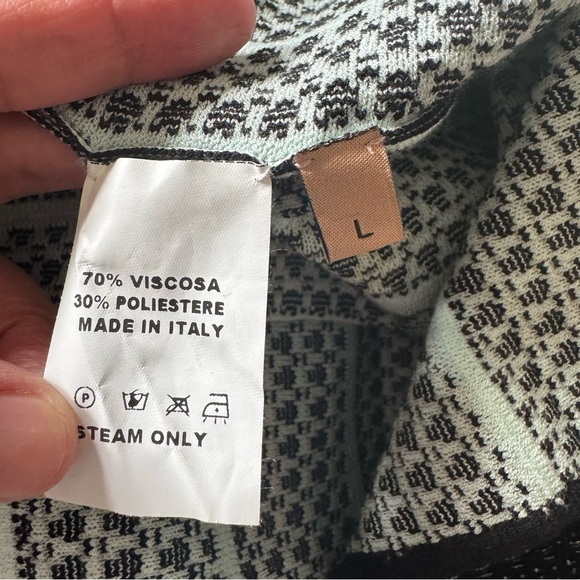 70% VISCOSA
30% POLIESTERE
MADE IN ITALY
P
STEAM ONLY
L